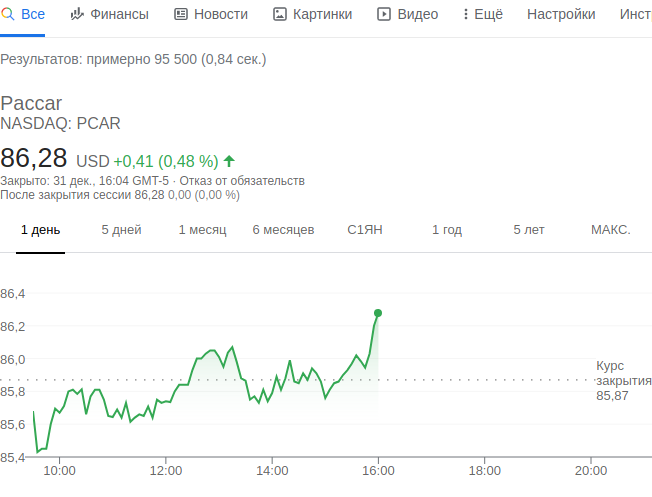 Все Финансы Новости Картинки Видео Ещё Настройки Инст
Результатов: примерно 95 500 (0,84 сек.)
Paccar
NASDAQ: PCAR
86,28 USD +0,41 (0,48 %)
Закрыто: 31 дек., 16:04 GMT-5 · Отказ от обязательств
После закрытия сессии 86,28 0,00 (0,00 %)
1 день 5 дней 1 месяц 6 месяцев С1ЯН 1 год 5 лет МАКС.
86,4
86,2
86,0
Курс
закрытия
85,87
85,8
85,6
85,4
10:00 12:00 14:00 16:00 18:00 20:00